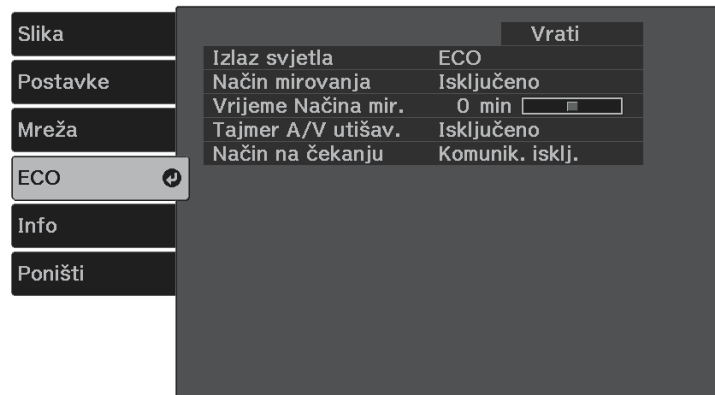 Slika
Postavke
Mreža
ECO
Info
Poništi
Vrati
Izlaz svjetla ECO
Način mirovanja Isključeno
Vrijeme Načina mir. 0 min
Tajmer A/V utišav. Isključeno
Način na čekanju Komunik. isklj.